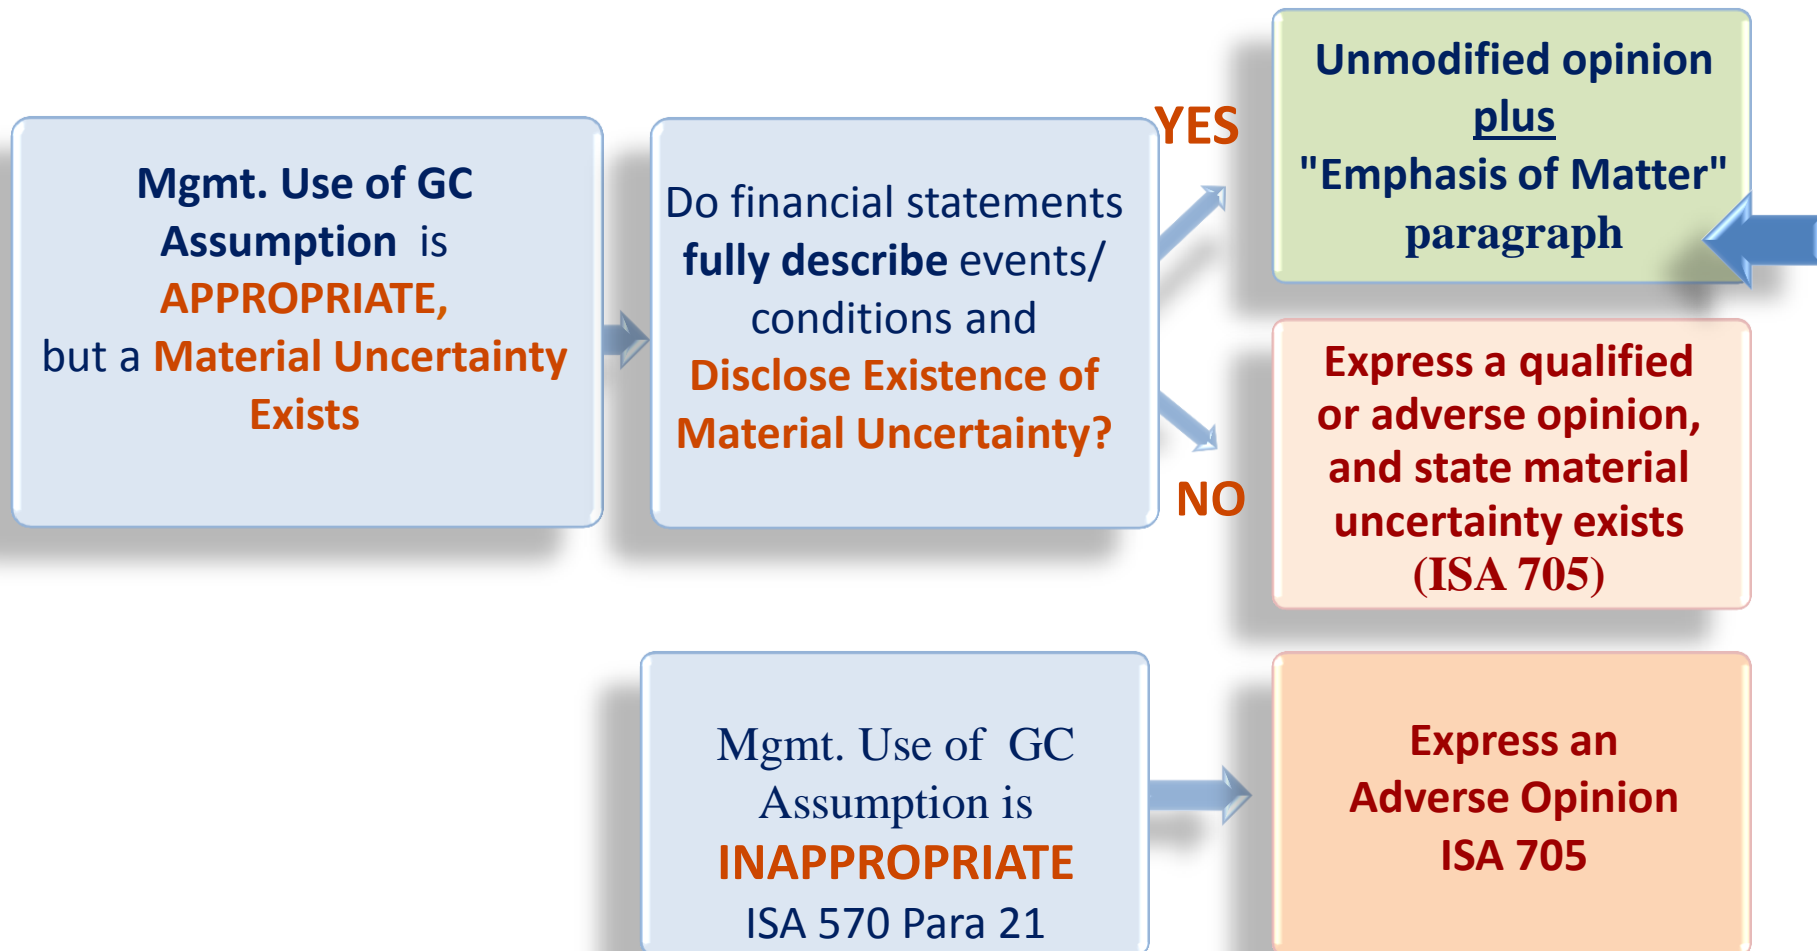 Mgmt. Use of GC
Assumption is
APPROPRIATE,
but a Material Uncertainty
Exists
Do financial statements
fully describe events/
conditions and
Disclose Existence of
Material Uncertainty?
YES
Unmodified opinion
plus
"Emphasis of Matter"
paragraph
NO
Express a qualified
or adverse opinion,
and state material
uncertainty exists
(ISA 705)
Mgmt. Use of GC
Assumption is
INAPPROPRIATE
ISA 570 Para 21
Express an
Adverse Opinion
ISA 705